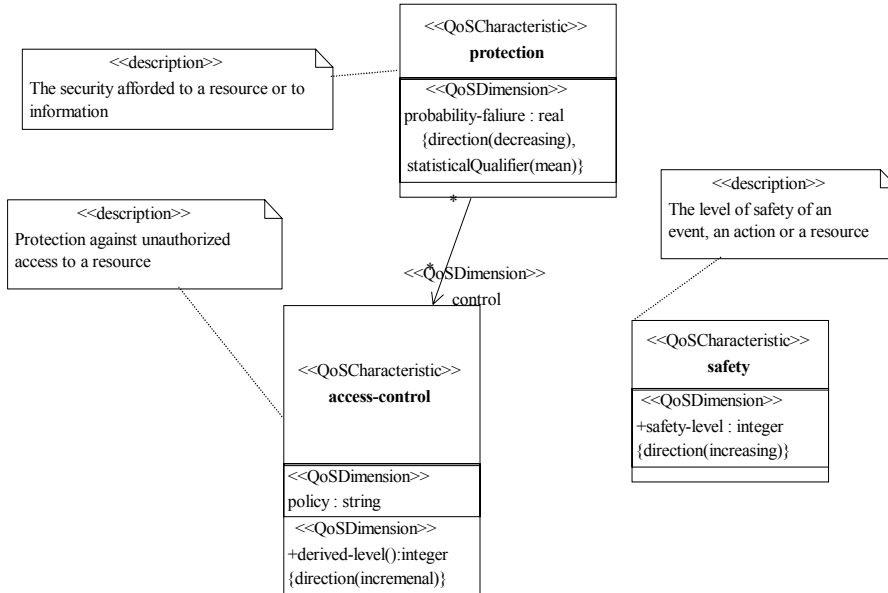 <<QoSCharacteristic>>
protection
<<QoSDimension>>
probability-faliure : real
{direction(decreasing),
statisticalQualifier(mean)}
<<description>>
The security afforded to a resource or to
information
<<description>>
The level of safety of an
event, an action or a resource
<<description>>
Protection against unauthorized
access to a resource
*
*
<<QoSDimension>>
control
<<QoSCharacteristic>>
access-control
<<QoSDimension>>
policy : string
<<QoSDimension>>
+derived-level():integer
{direction(incremenal)}
<<QoSCharacteristic>>
safety
<<QoSDimension>>
+safety-level : integer
{direction(increasing)}